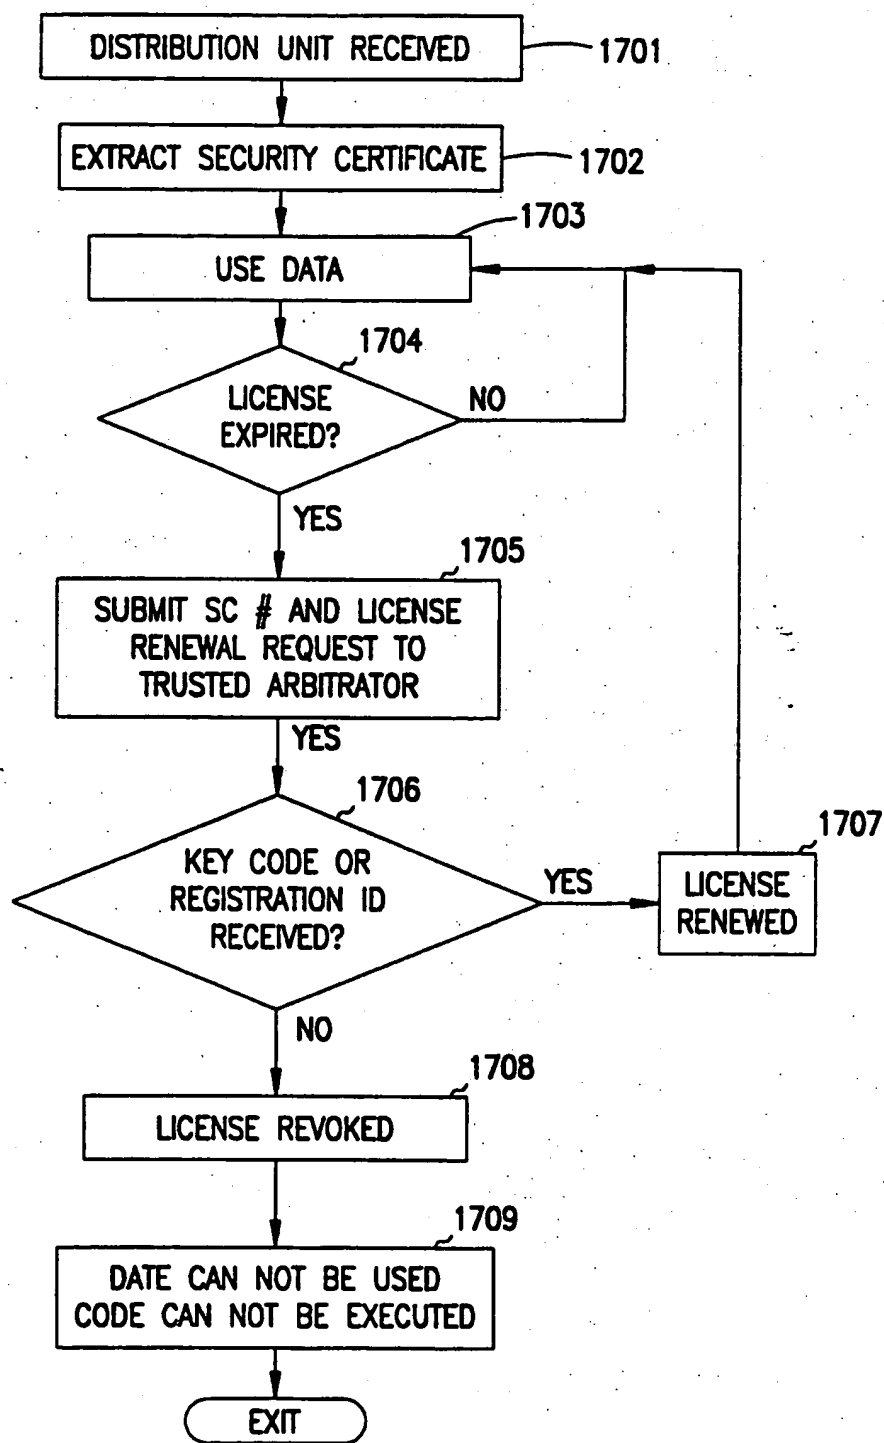 DISTRIBUTION UNIT RECEIVED
1701
EXTRACT SECURITY CERTIFICATE
1702
1703
USE DATA
1704
LICENSE
EXPIRED?
NO
YES
1705
SUBMIT SC # AND LICENSE
RENEWAL REQUEST TO
TRUSTED ARBITRATOR
YES
1706
KEY CODE OR
REGISTRATION ID
RECEIVED?
YES
1707
LICENSE
RENEWED
NO
1708
LICENSE REVOKED
1709
DATE CAN NOT BE USED
CODE CAN NOT BE EXECUTED
EXIT